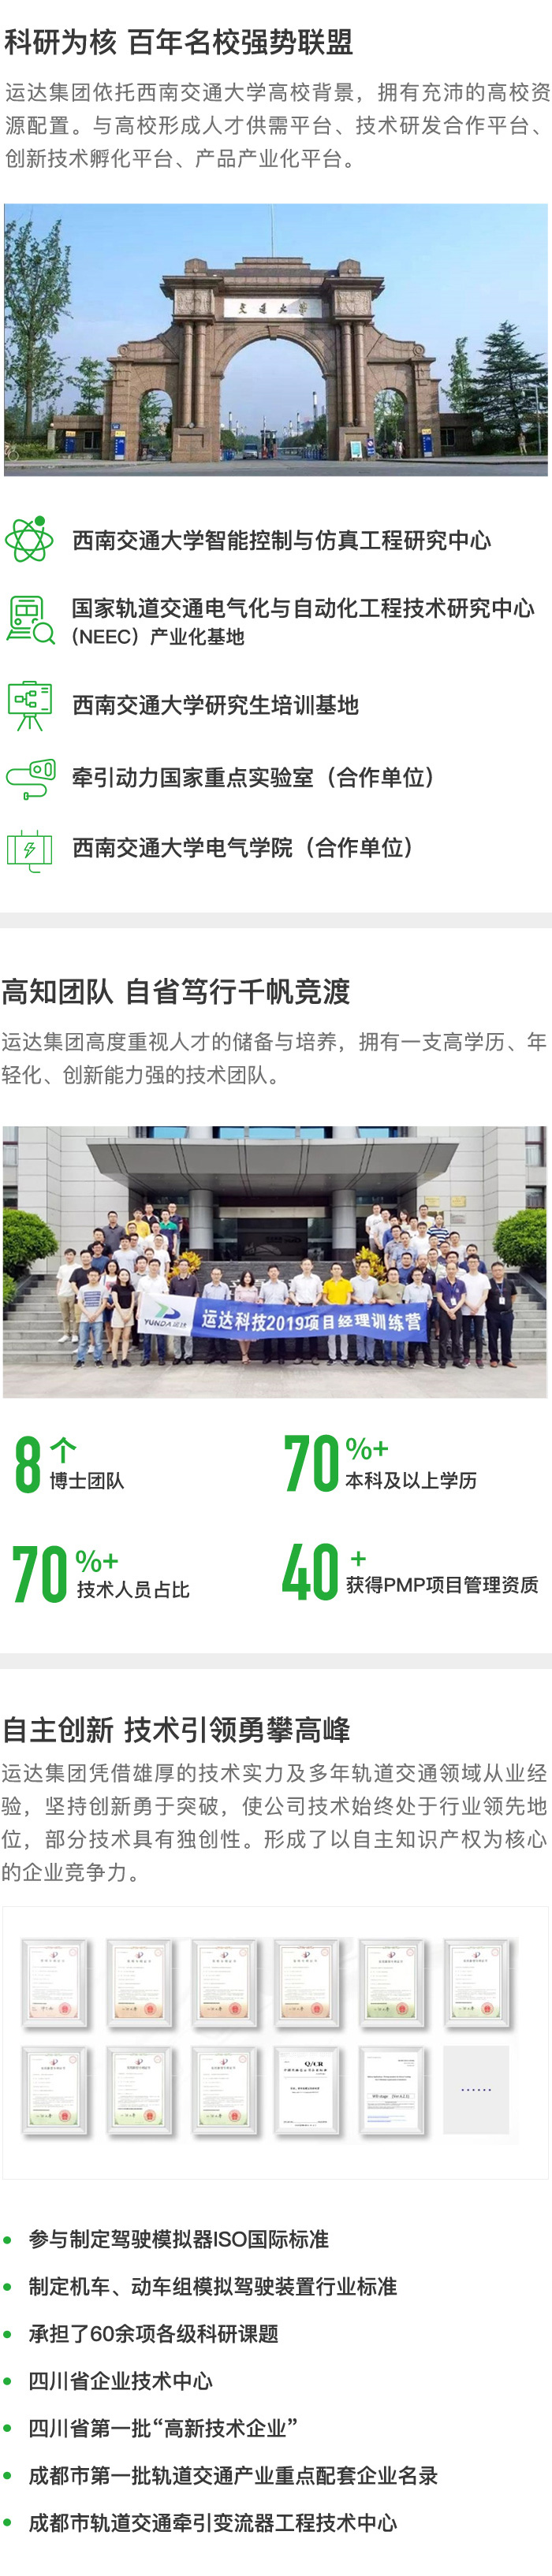 科研为核 百年名校强势联盟
运达集团依托西南交通大学高校背景，拥有充沛的高校资
源配置。与高校形成人才供需平台、技术研发合作平台、
创新技术孵化平台、产品产业化平台。
交通大学
西南交通大学智能控制与仿真工程研究中心
国家轨道交通电气化与自动化工程技术研究中心
（NEEC）产业化基地
西南交通大学研究生培训基地
牵引动力国家重点实验室（合作单位）
西南交通大学电气学院（合作单位）
高知团队 自省笃行千帆竞渡
运达集团高度重视人才的储备与培养，拥有一支高学历、年
轻化、创新能力强的技术团队。
YUNDA 运达
运达科技2019项目经理训练营
8个
博士团队
70%+
本科及以上学历
70%+
技术人员占比
40+
获得PMP项目管理资质
自主创新 技术引领勇攀高峰
运达集团凭借雄厚的技术实力及多年轨道交通领域从业经
验，坚持创新勇于突破，使公司技术始终处于行业领先地
位，部分技术具有独创性。形成了以自主知识产权为核心
的企业竞争力。
Q/CR
......
参与制定驾驶模拟器ISO国际标准
制定机车、动车组模拟驾驶装置行业标准
承担了60余项各级科研课题
四川省企业技术中心
四川省第一批“高新技术企业”
成都市第一批轨道交通产业重点配套企业名录
成都市轨道交通牵引变流器工程技术中心